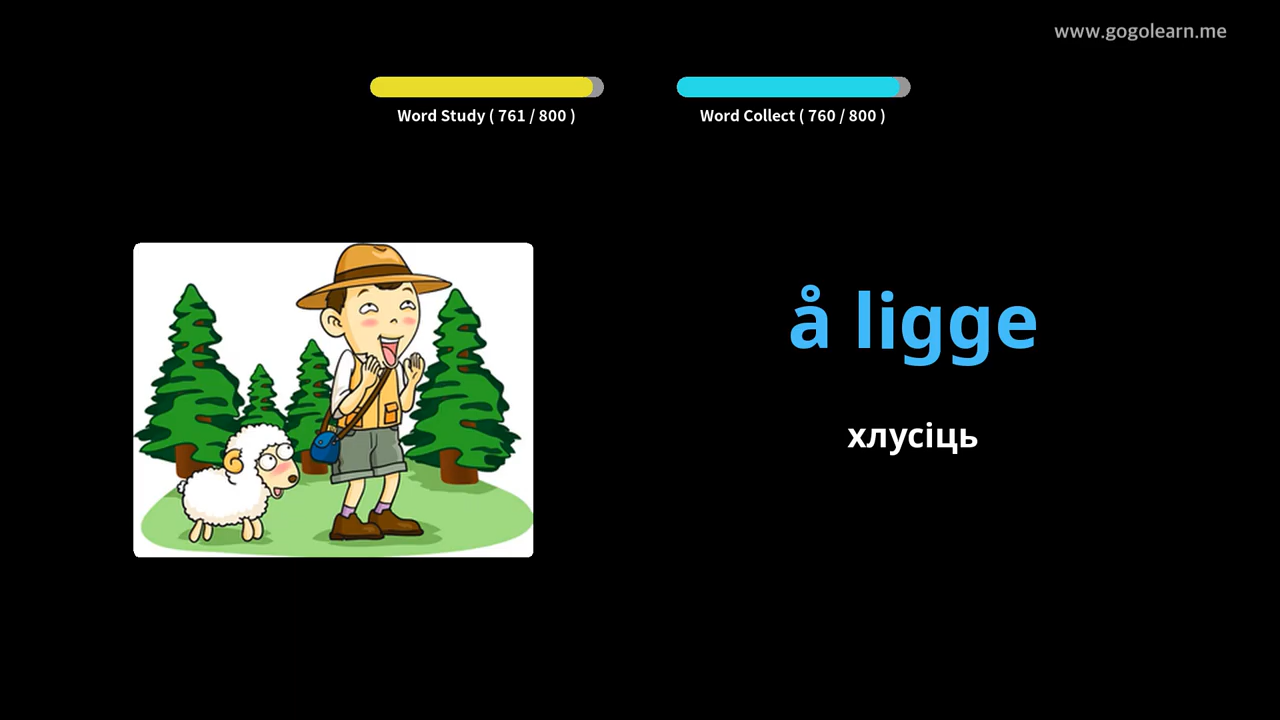 www.gogolearn.me
Word Study ( 761 / 800 )
Word Collect ( 760 / 800 )
å ligge
хлусіць